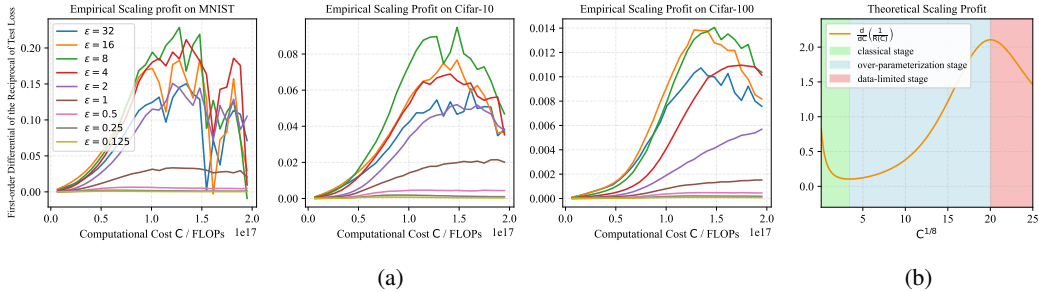 Empirical Scaling profit on MNIST
First-order Differential of the Reciprocal of Test Loss
0.20
0.15
0.10
0.05
0.00
ε = 32
ε = 16
ε = 8
ε = 4
ε = 2
ε = 1
ε = 0.5
ε = 0.25
ε = 0.125
0.0 0.5 1.0 1.5 2.0
1e17
Computational Cost C / FLOPs
Empirical Scaling Profit on Cifar-10
0.08
0.06
0.04
0.02
0.00
0.0 0.5 1.0 1.5 2.0
1e17
Computational Cost C / FLOPs
Empirical Scaling Profit on Cifar-100
0.014
0.012
0.010
0.008
0.006
0.004
0.002
0.000
0.0 0.5 1.0 1.5 2.0
1e17
Computational Cost C / FLOPs
Theoretical Scaling Profit
d/dC (1/R(C))
classical stage
over-parameterization stage
data-limited stage
2.0
1.5
1.0
0.5
0.0
5 10 15 20 25
C^{1/8}
(a)
(b)